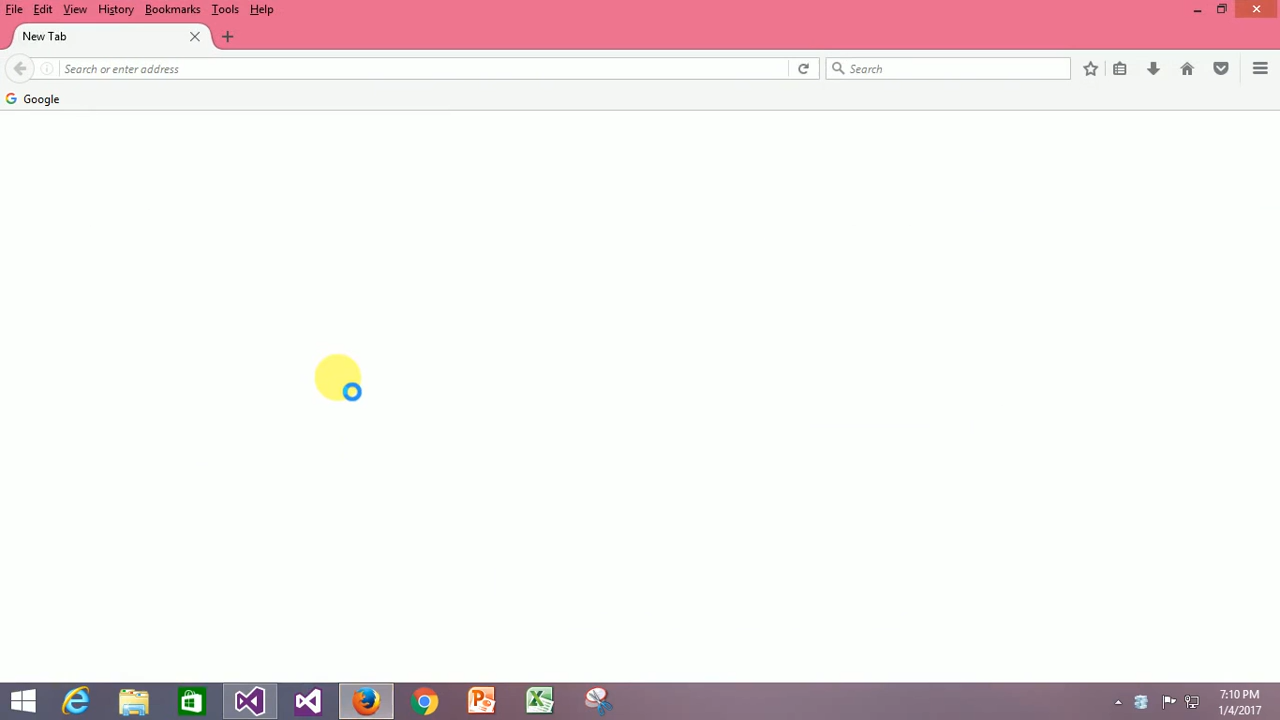 File Edit View History Bookmarks Tools Help
New Tab
Search or enter address
Search
Google
7:10 PM
1/4/2017